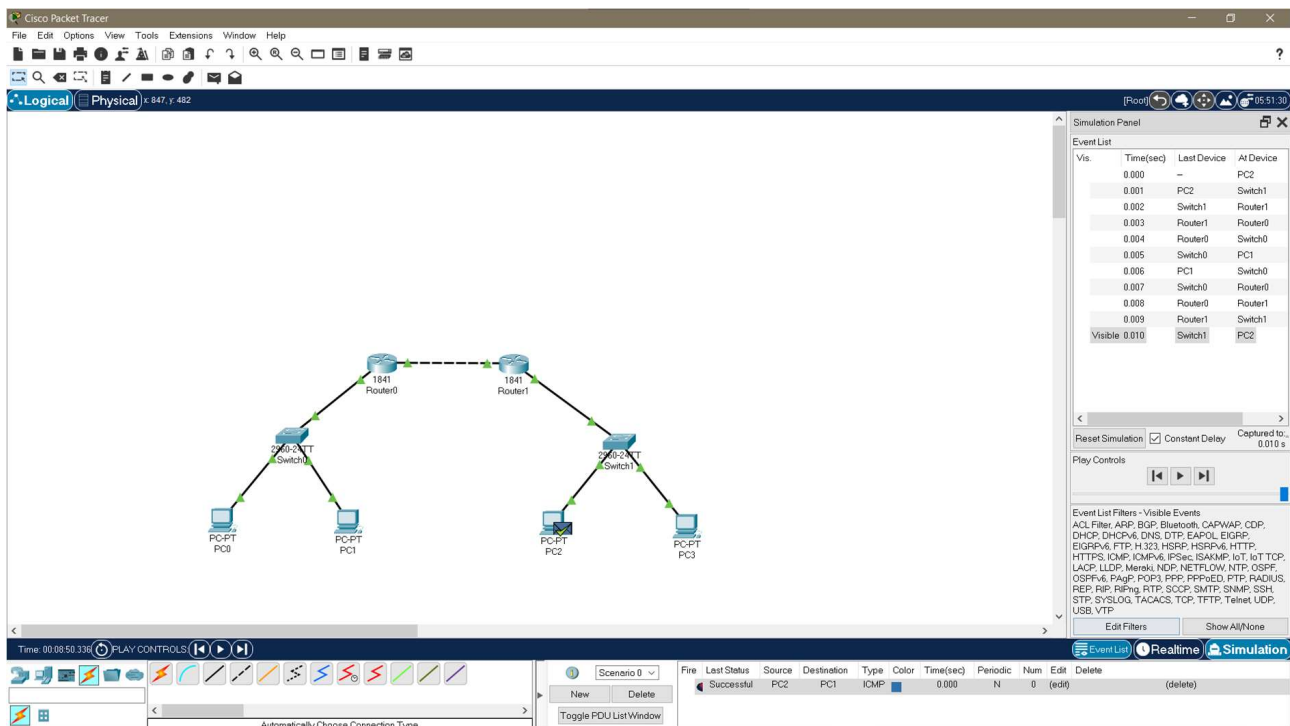 Cisco Packet Tracer
File Edit Options View Tools Extensions Window Help
?
Logical Physical x: 847, y: 482
[Root] 05:51:30
Simulation Panel
Event List
Vis. Time(sec) Last Device At Device
0.000 -- PC2
0.001 PC2 Switch1
0.002 Switch1 Router1
0.003 Router1 Router0
0.004 Router0 Switch0
0.005 Switch0 PC1
0.006 PC1 Switch0
0.007 Switch0 Router0
0.008 Router0 Router1
0.009 Router1 Switch1
Visible 0.010 Switch1 PC2
1841
Router0
1841
Router1
2960-24TT
Switch0
2960-24TT
Switch1
PC-PT
PC0
PC-PT
PC1
PC-PT
PC2
PC-PT
PC3
Reset Simulation Constant Delay
Captured to:
0.010 s
Play Controls
Event List Filters - Visible Events
ACL Filter, ARP, BGP, Bluetooth, CAPWAP, CDP,
DHCP, DHCPv6, DNS, DTP, EAPOL, EIGRP,
EIGRPv6, FTP, H.323, HSRP, HSRPv6, HTTP,
HTTPS, ICMP, ICMPv6, IPSec, ISAKMP, IoT, IoT TCP,
LACP, LLDP, Meraki, NDP, NETFLOW, NTP, OSPF,
OSPFv6, PAgP, POP3, PPP, PPPoED, PTP, RADIUS,
REP, RIP, RIPng, RTP, SCCP, SMTP, SNMP, SSH,
STP, SYSLOG, TACACS, TCP, TFTP, Telnet, UDP,
USB, VTP
Edit Filters Show All/None
Time: 00:08:50.336 PLAY CONTROLS:
Event List Realtime Simulation
Scenario 0
New Delete
Toggle PDU List Window
Fire Last Status Source Destination Type Color Time(sec) Periodic Num Edit Delete
Successful PC2 PC1 ICMP 0.000 N 0 (edit) (delete)
Automatically Choose Connection Type